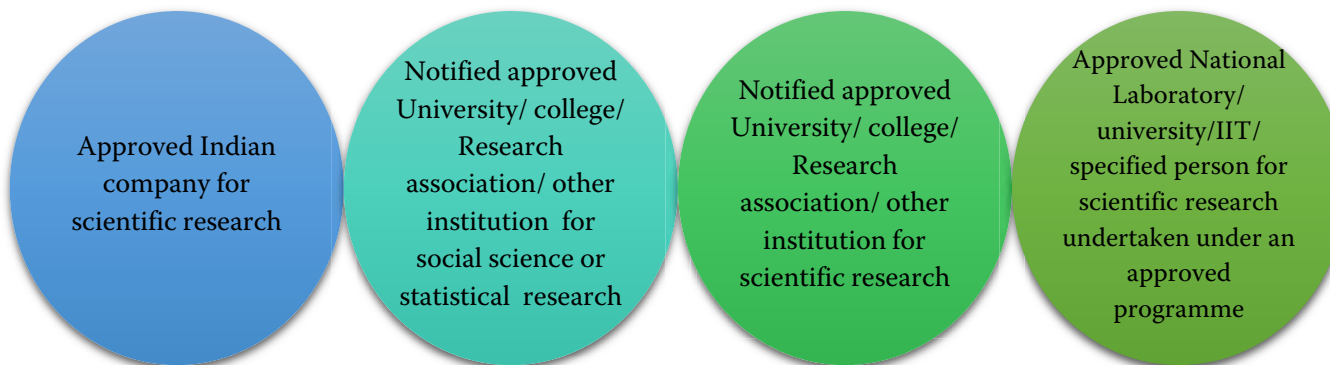 Approved Indian
company for
scientific research
Notified approved
University/ college/
Research
association/ other
institution for
social science or
statistical research
Notified approved
University/ college/
Research
association/ other
institution for
scientific research
Approved National
Laboratory/
university/IIT/
specified person for
scientific research
undertaken under an
approved
programme